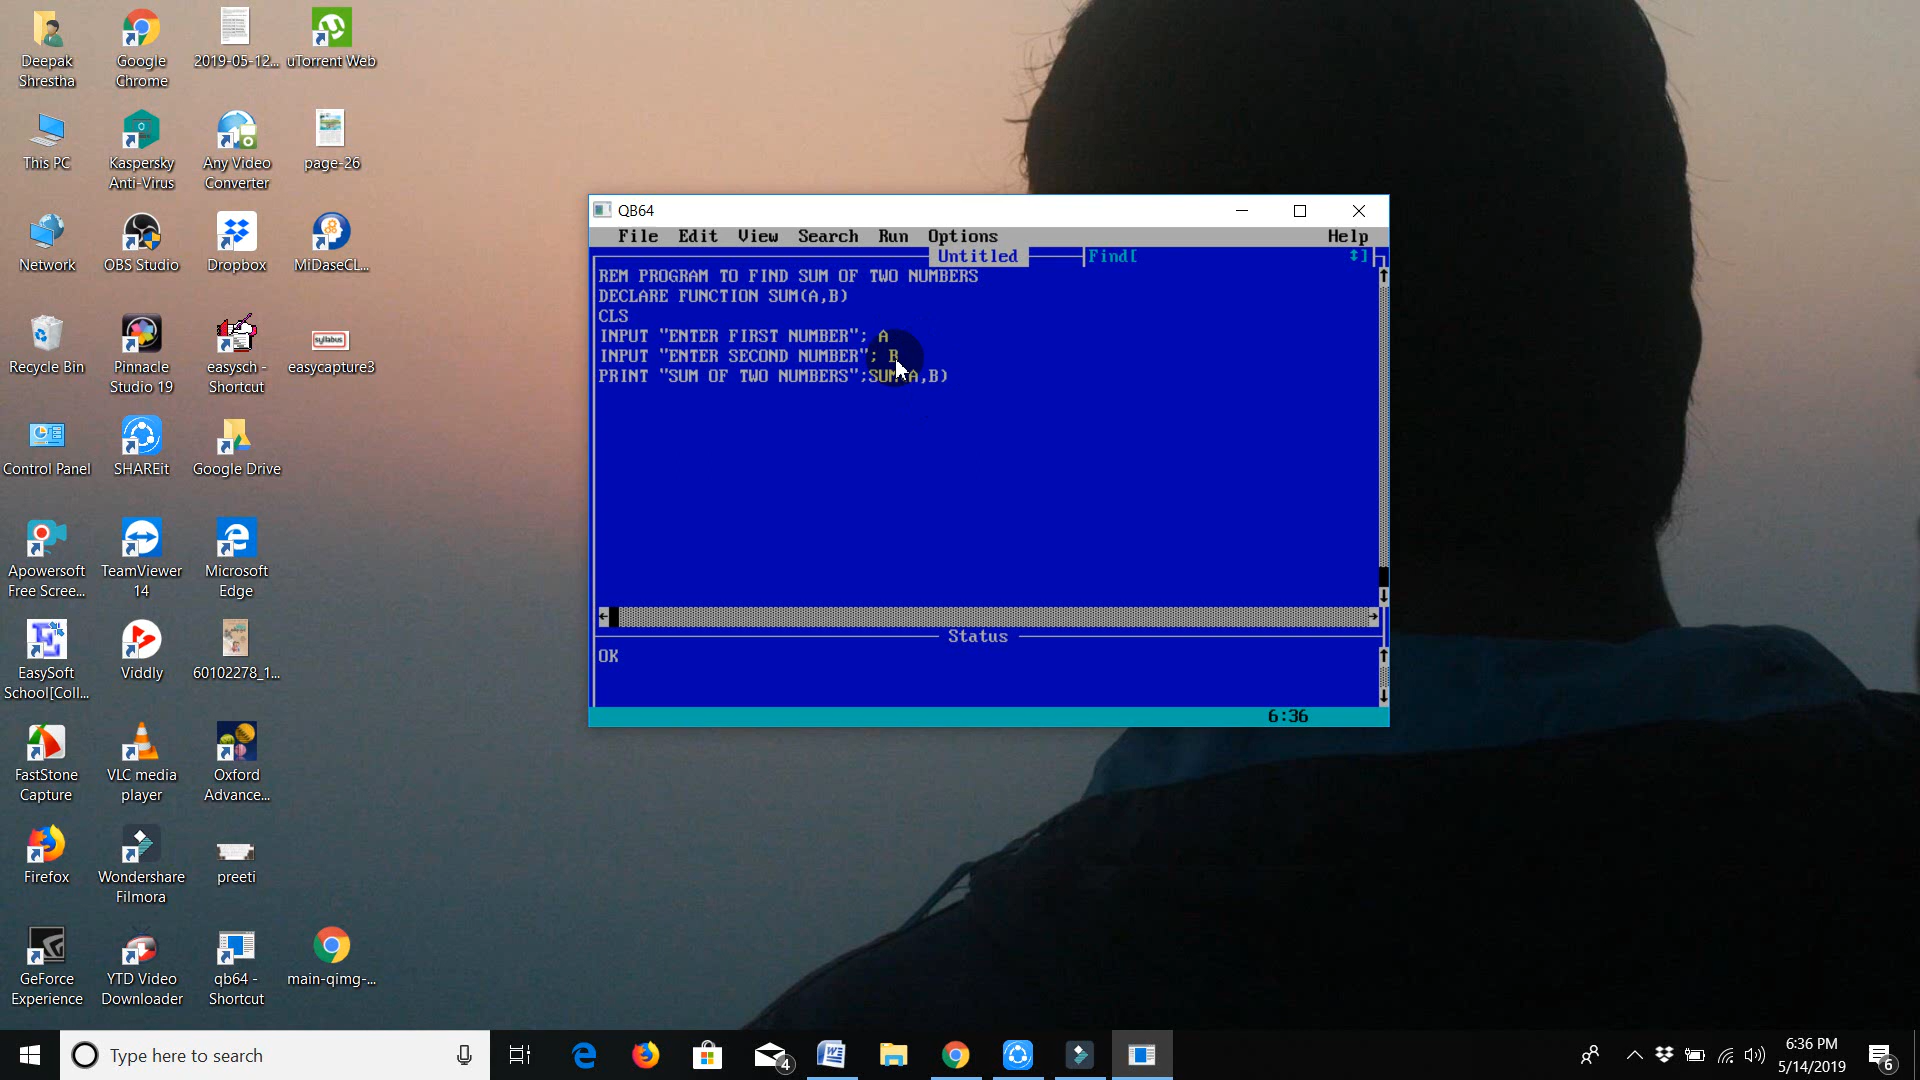 Deepak Shrestha
Google Chrome
2019-05-12...
uTorrent Web
This PC
Kaspersky Anti-Virus
Any Video Converter
page-26
Network
OBS Studio
Dropbox
MiDaseCL...
Recycle Bin
Pinnacle Studio 19
easysch - Shortcut
syllabus
easycapture3
Control Panel
SHAREit
Google Drive
Apowersoft Free Scree...
TeamViewer 14
Microsoft Edge
EasySoft School[Coll...
Viddly
60102278_1...
FastStone Capture
VLC media player
Oxford Advance...
Firefox
Wondershare Filmora
preeti
GeForce Experience
YTD Video Downloader
qb64 - Shortcut
main-qimg-...
QB64
File Edit View Search Run Options Help
Untitled Find[ ]
REM PROGRAM TO FIND SUM OF TWO NUMBERS
DECLARE FUNCTION SUM(A,B)
CLS
INPUT "ENTER FIRST NUMBER"; A
INPUT "ENTER SECOND NUMBER"; B
PRINT "SUM OF TWO NUMBERS";SUM(A,B)
Status
OK
6:36
Type here to search
4
6:36 PM
5/14/2019
6